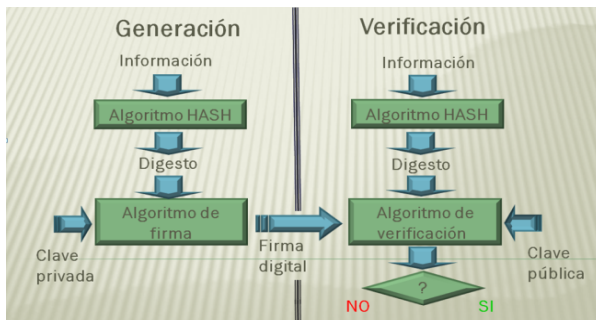 Generación
Información
Algoritmo HASH
Digesto
Algoritmo de
firma
Clave
privada
Firma
digital
Verificación
Información
Algoritmo HASH
Digesto
Algoritmo de
verificación
Clave
pública
?
NO
SI